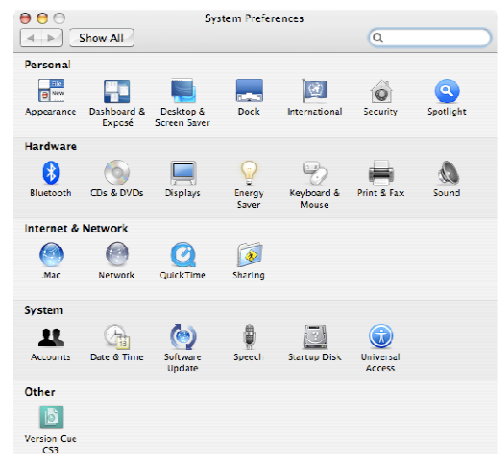 System Preferences
Show All
Personal
File
New
Appearance
Dashboard &
Exposé
Desktop &
Screen Saver
Dock
International
Security
Spotlight
Hardware
Bluetooth
CDs & DVDs
Displays
Energy
Saver
Keyboard &
Mouse
Print & Fax
Sound
Internet & Network
.Mac
Network
QuickTime
Sharing
System
Accounts
Date & Time
Software
Update
Speech
Startup Disk
Universal
Access
Other
Version Cue
CS3